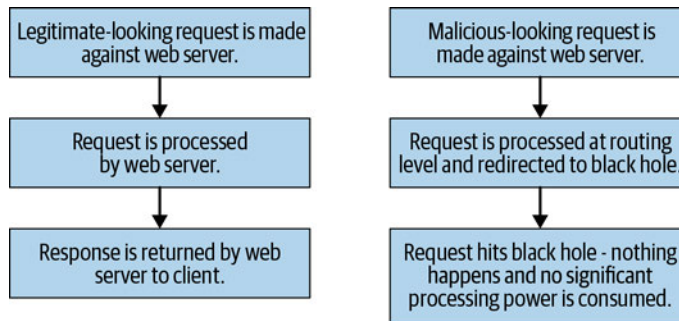 Legitimate-looking request is made
against web server.
Request is processed
by web server.
Response is returned by web
server to client.
Malicious-looking request is
made against web server.
Request is processed at routing
level and redirected to black hole.
Request hits black hole - nothing
happens and no significant
processing power is consumed.